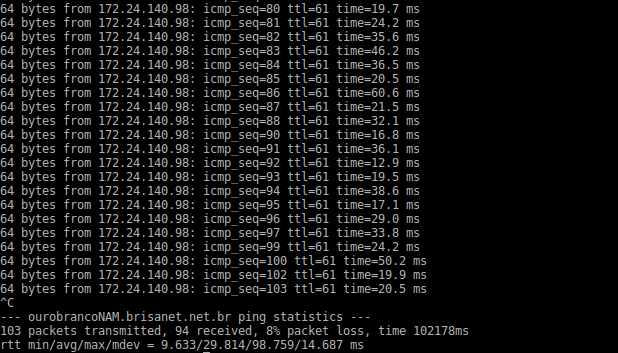 64 bytes from 172.24.140.98: icmp_seq=80 ttl=61 time=19.7 ms
64 bytes from 172.24.140.98: icmp_seq=81 ttl=61 time=24.2 ms
64 bytes from 172.24.140.98: icmp_seq=82 ttl=61 time=35.6 ms
64 bytes from 172.24.140.98: icmp_seq=83 ttl=61 time=46.2 ms
64 bytes from 172.24.140.98: icmp_seq=84 ttl=61 time=36.5 ms
64 bytes from 172.24.140.98: icmp_seq=85 ttl=61 time=20.5 ms
64 bytes from 172.24.140.98: icmp_seq=86 ttl=61 time=60.6 ms
64 bytes from 172.24.140.98: icmp_seq=87 ttl=61 time=21.5 ms
64 bytes from 172.24.140.98: icmp_seq=88 ttl=61 time=32.1 ms
64 bytes from 172.24.140.98: icmp_seq=90 ttl=61 time=16.8 ms
64 bytes from 172.24.140.98: icmp_seq=91 ttl=61 time=36.1 ms
64 bytes from 172.24.140.98: icmp_seq=92 ttl=61 time=12.9 ms
64 bytes from 172.24.140.98: icmp_seq=93 ttl=61 time=19.5 ms
64 bytes from 172.24.140.98: icmp_seq=94 ttl=61 time=38.6 ms
64 bytes from 172.24.140.98: icmp_seq=95 ttl=61 time=17.1 ms
64 bytes from 172.24.140.98: icmp_seq=96 ttl=61 time=29.0 ms
64 bytes from 172.24.140.98: icmp_seq=97 ttl=61 time=33.8 ms
64 bytes from 172.24.140.98: icmp_seq=99 ttl=61 time=24.2 ms
64 bytes from 172.24.140.98: icmp_seq=100 ttl=61 time=50.2 ms
64 bytes from 172.24.140.98: icmp_seq=102 ttl=61 time=19.9 ms
64 bytes from 172.24.140.98: icmp_seq=103 ttl=61 time=20.5 ms
^C
--- ourobrancoNAM.brisanet.net.br ping statistics ---
103 packets transmitted, 94 received, 8% packet loss, time 102178ms
rtt min/avg/max/mdev = 9.633/29.814/98.759/14.687 ms